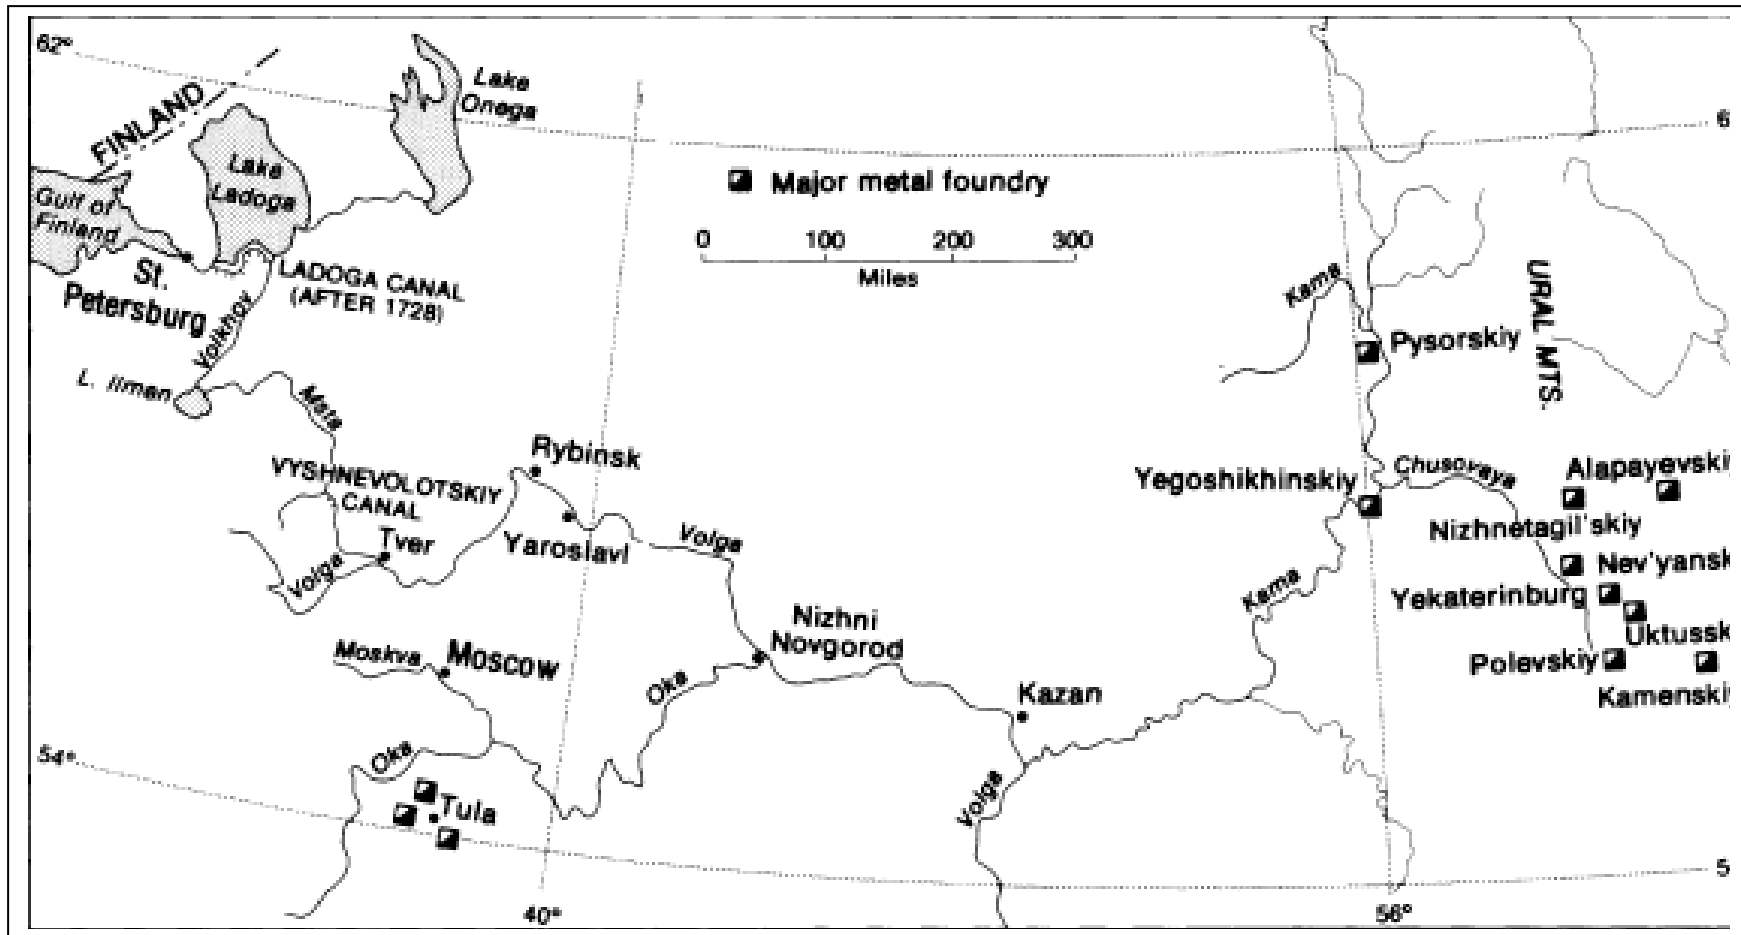 62°
FINLAND
Lake
Onega
Lake
Ladoga
Gulf of
Finland
St.
Petersburg
LADOGA CANAL
(AFTER 1728)
Volkhov
L. Ilmen
Msta
Major metal foundry
0 100 200 300
Miles
Kama
URAL MTS.
Pysorskiy
Rybinsk
VYSHNEVOLOTSKIY
CANAL
Tver
Yaroslavl
Volga
Volga
Yegoshikhinskiy
Chusovaya
Alapayevski
Nizhnetagil'skiy
Nev'yansk
Yekaterinburg
Uktussk
Polevskiy
Kamenski
Kama
Nizhni
Novgorod
Moskva
Moscow
Oka
Kazan
Oka
Tula
Volga
54°
40°
56°
6
5